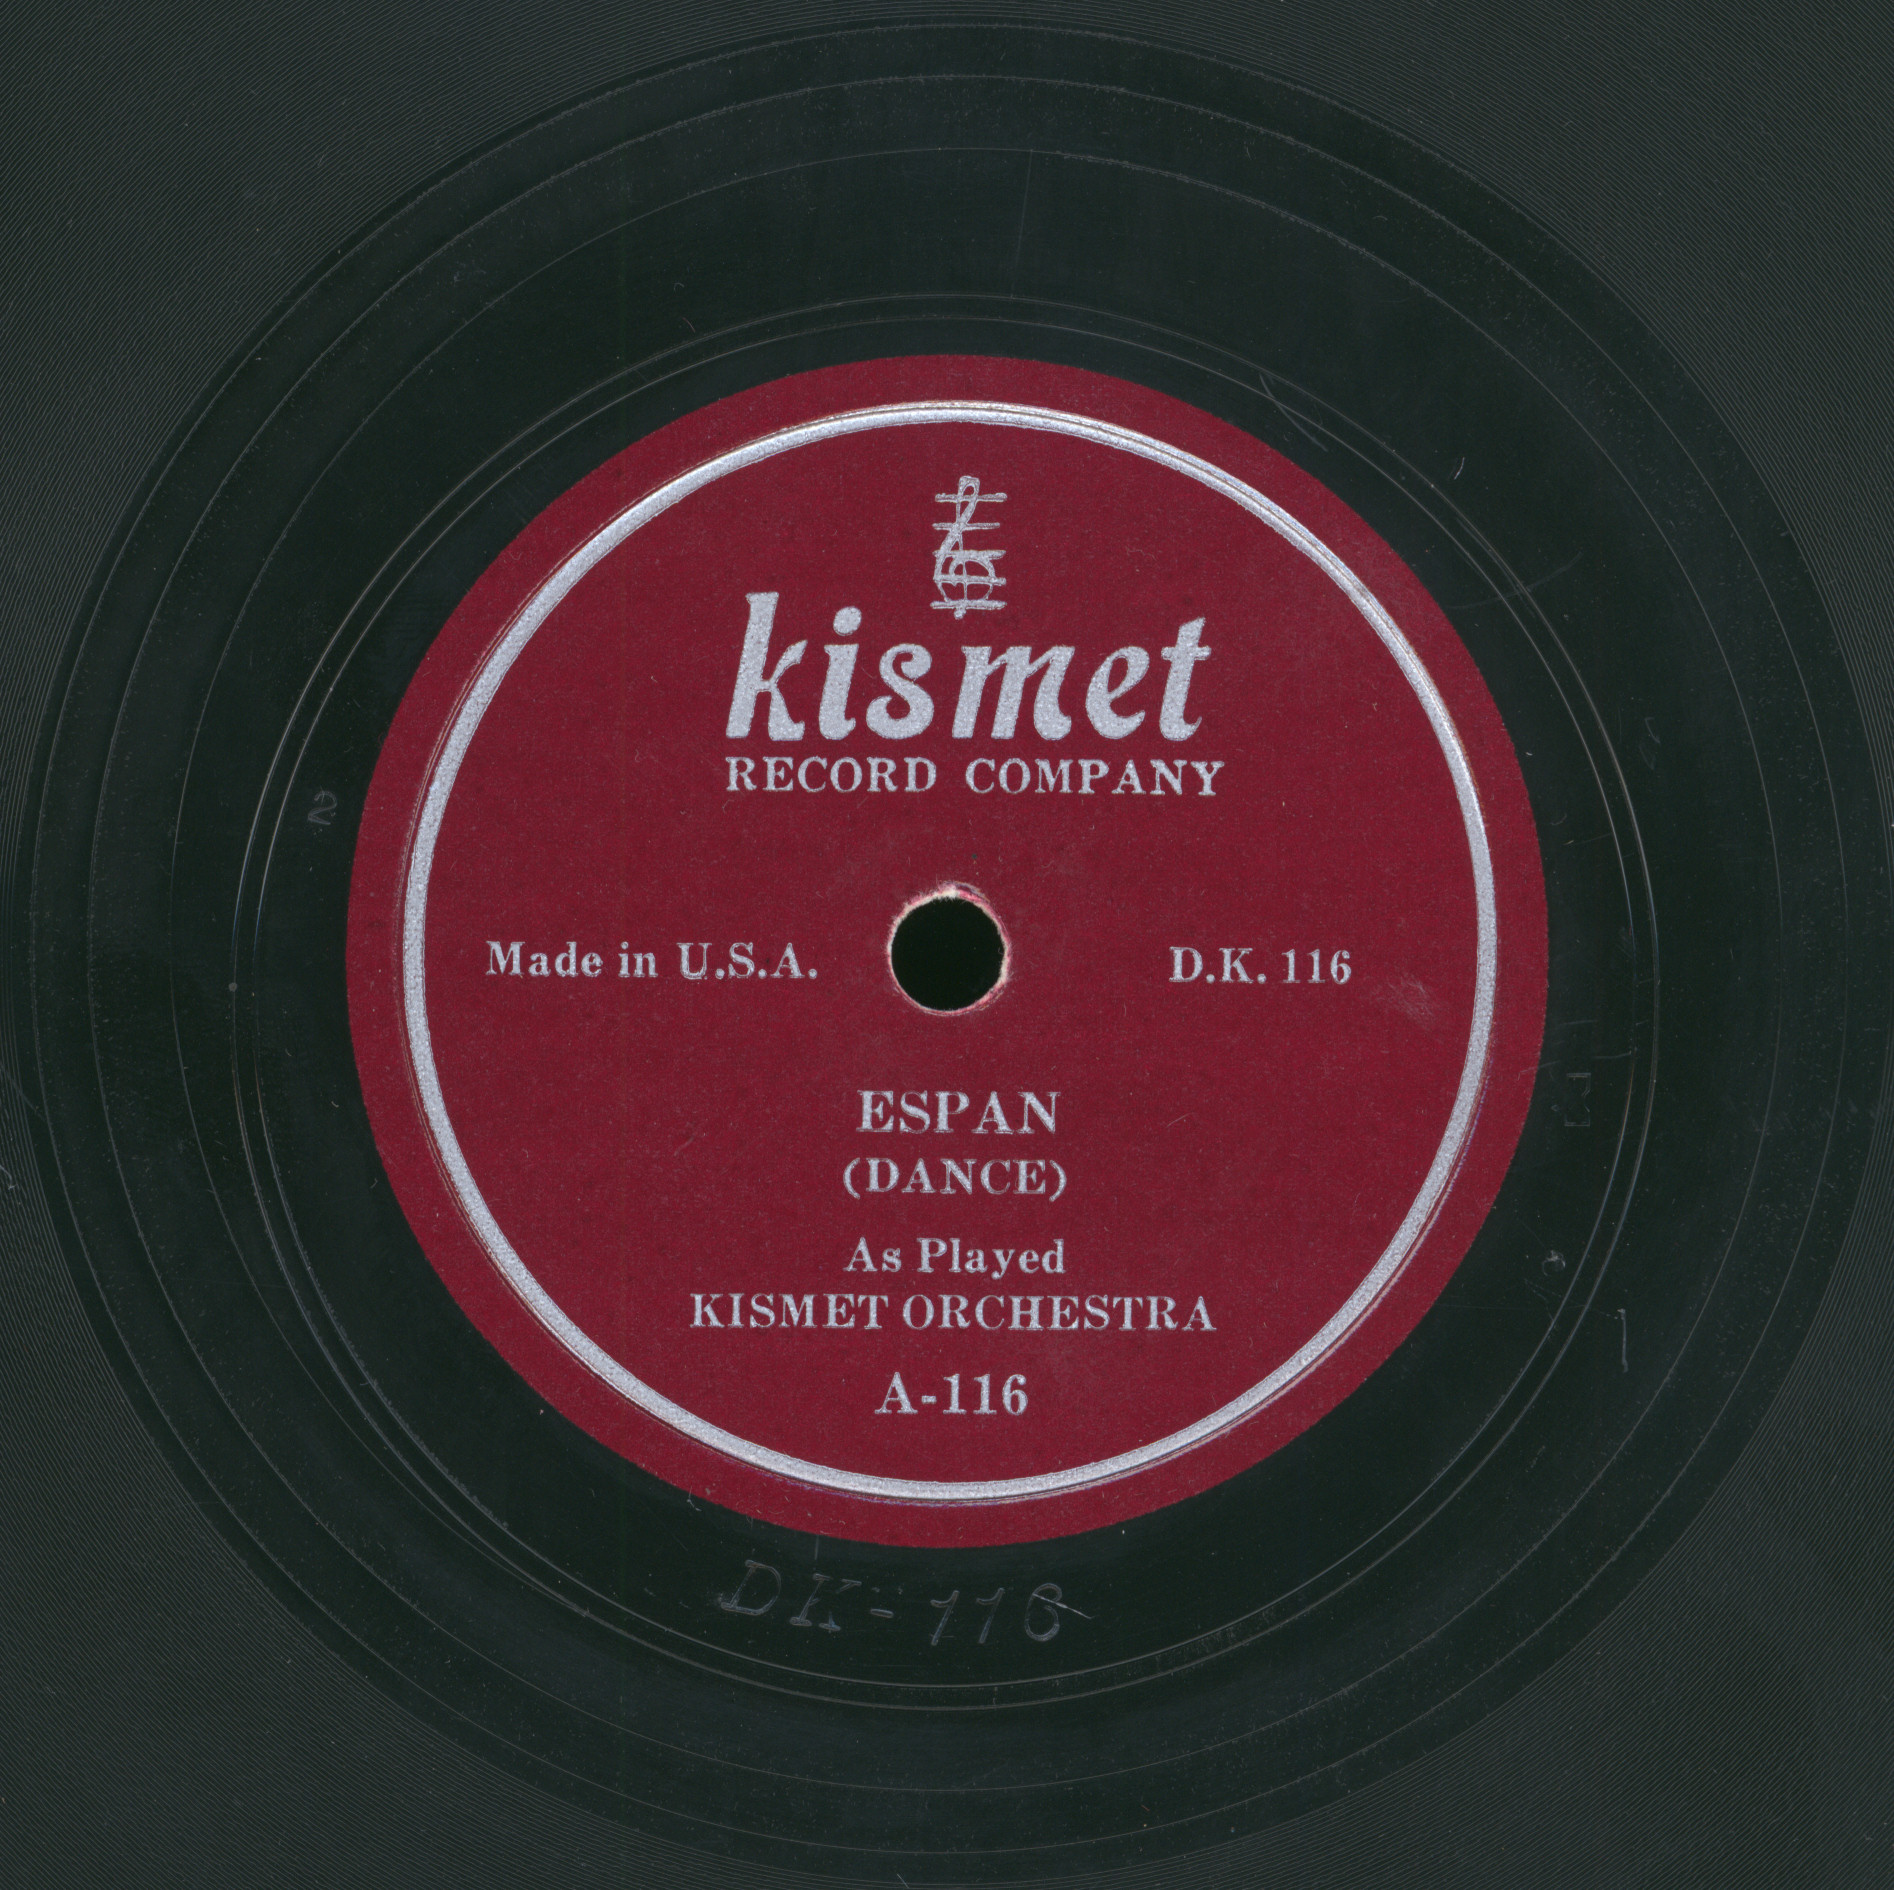 kismet
RECORD COMPANY
Made in U.S.A.
D.K. 116
ESPAN
(DANCE)
As Played
KISMET ORCHESTRA
A-116
DK-116